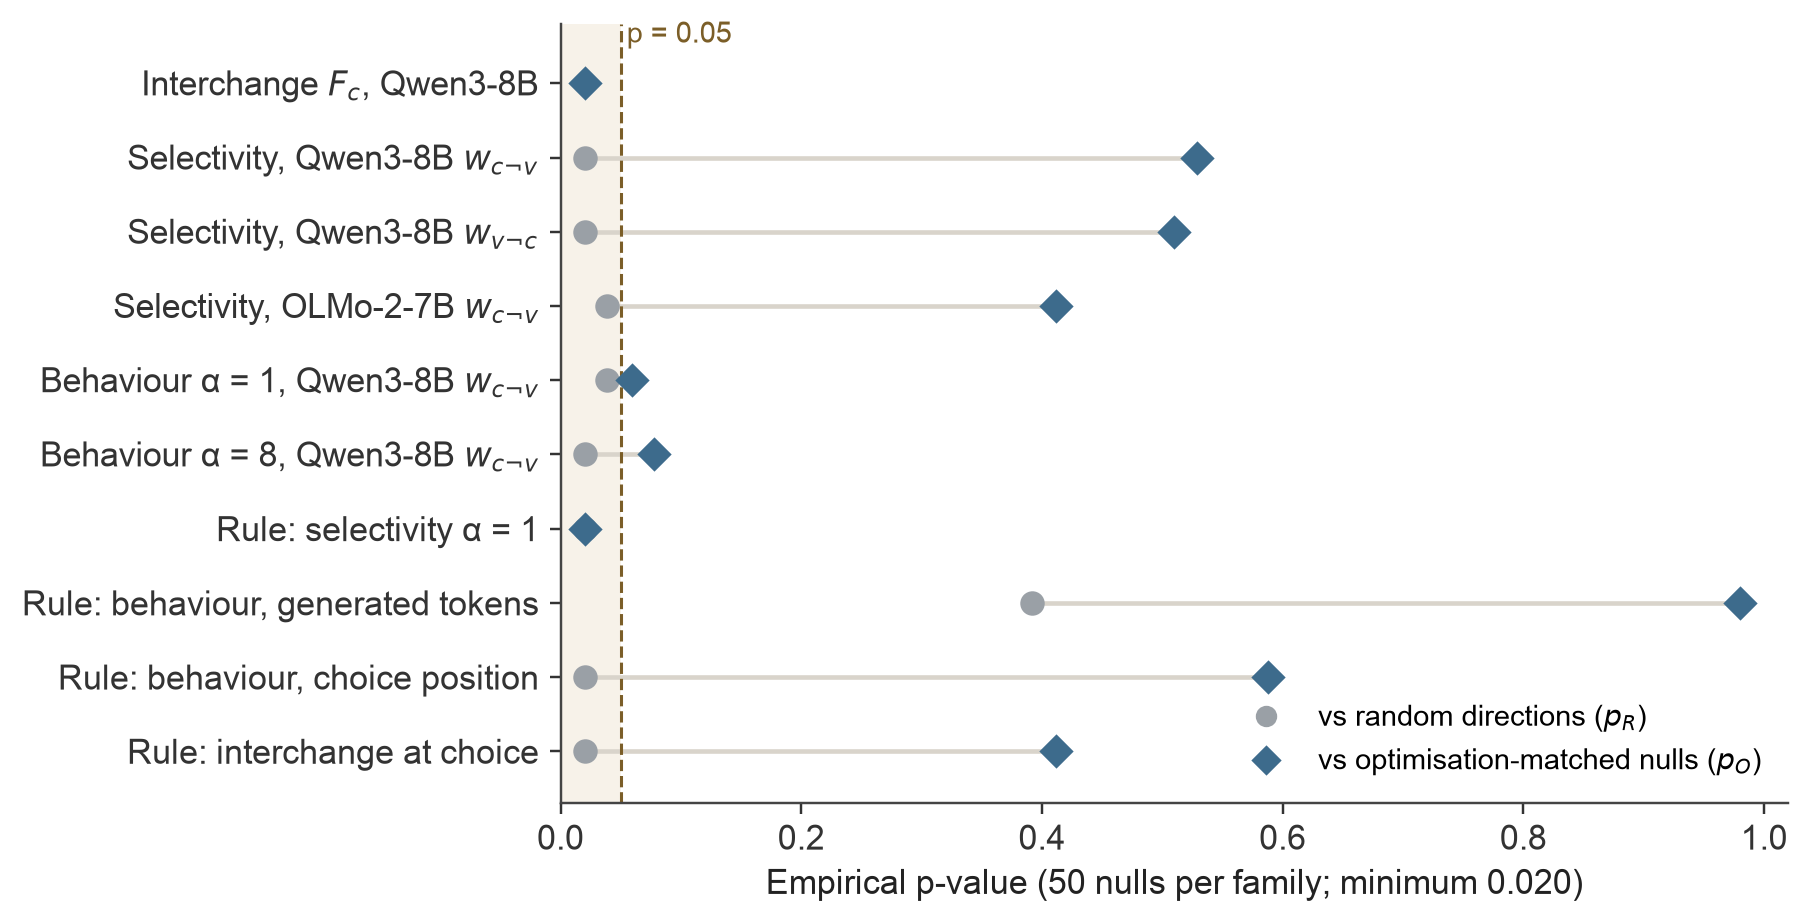 p = 0.05
Interchange F_c, Qwen3-8B
Selectivity, Qwen3-8B w_c¬v
Selectivity, Qwen3-8B w_v¬c
Selectivity, OLMo-2-7B w_c¬v
Behaviour α = 1, Qwen3-8B w_c¬v
Behaviour α = 8, Qwen3-8B w_c¬v
Rule: selectivity α = 1
Rule: behaviour, generated tokens
Rule: behaviour, choice position
Rule: interchange at choice
vs random directions (p_R)
vs optimisation-matched nulls (p_O)
0.0 0.2 0.4 0.6 0.8 1.0
Empirical p-value (50 nulls per family; minimum 0.020)